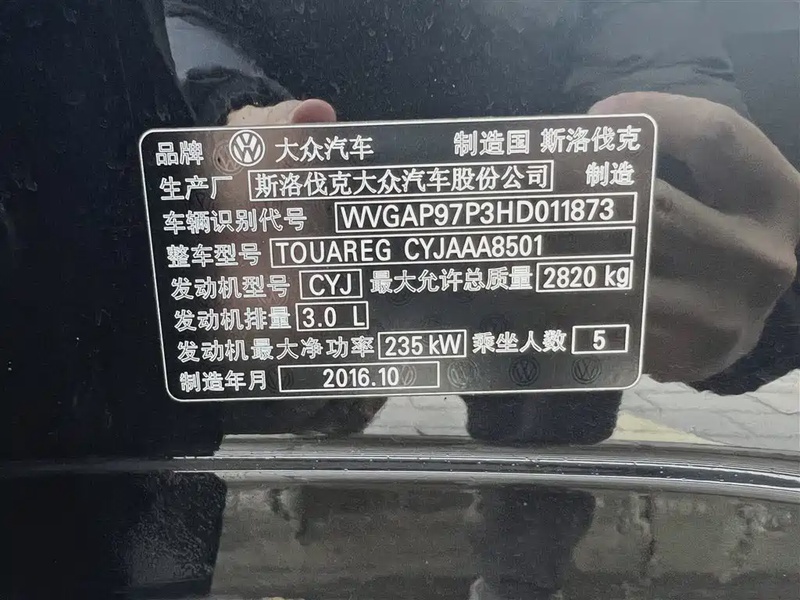 品牌 大众汽车 制造国 斯洛伐克
生产厂 斯洛伐克大众汽车股份公司 制造
车辆识别代号 WVGAP97P3HD011873
整车型号 TOUAREG CYJAAA8501
发动机型号 CYJ 最大允许总质量 2820 kg
发动机排量 3.0 L
发动机最大净功率 235 kW 乘坐人数 5
制造年月 2016.10